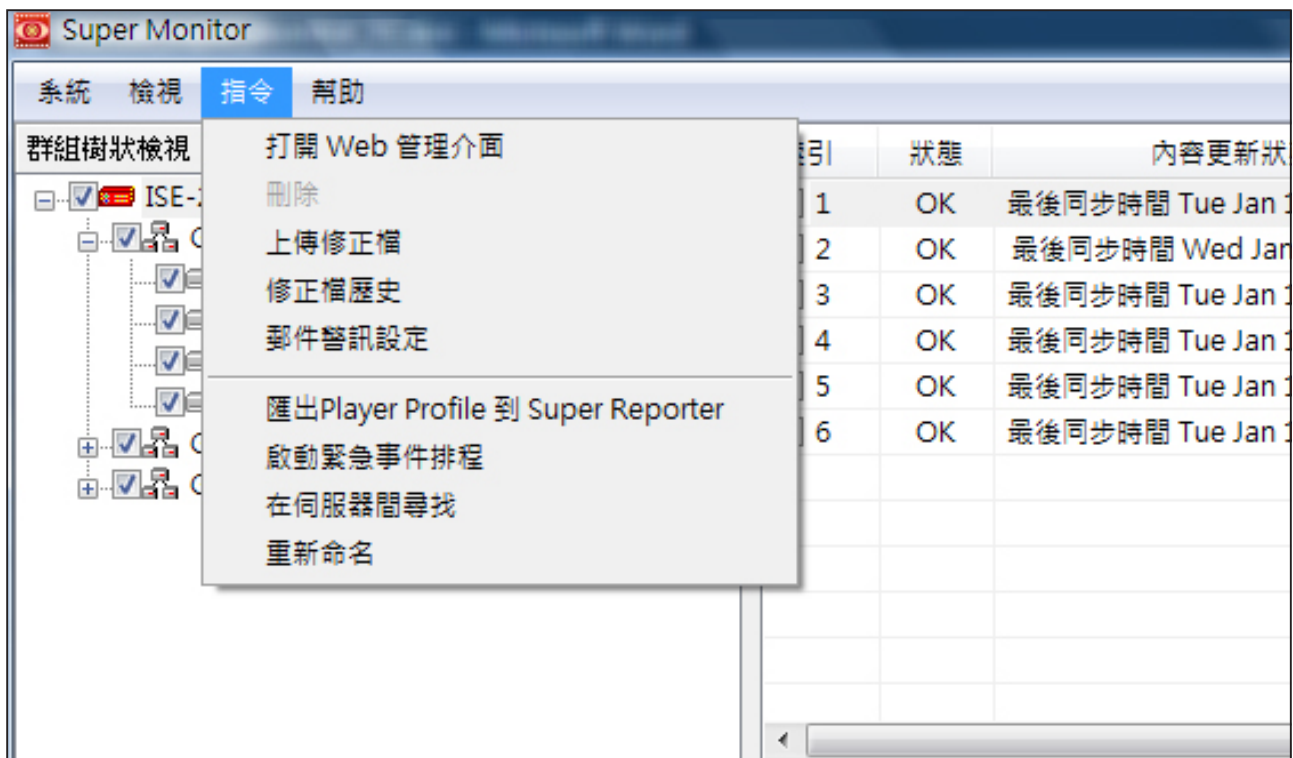 Super Monitor
系統 檢視 指令 幫助
群組樹狀檢視
ISE-
打開 Web 管理介面
刪除
上傳修正檔
修正檔歷史
郵件警訊設定
匯出Player Profile 到 Super Reporter
啟動緊急事件排程
在伺服器間尋找
重新命名
引 狀態 內容更新狀
1 OK 最後同步時間 Tue Jan 1
2 OK 最後同步時間 Wed Jan
3 OK 最後同步時間 Tue Jan 1
4 OK 最後同步時間 Tue Jan 1
5 OK 最後同步時間 Tue Jan 1
6 OK 最後同步時間 Tue Jan 1